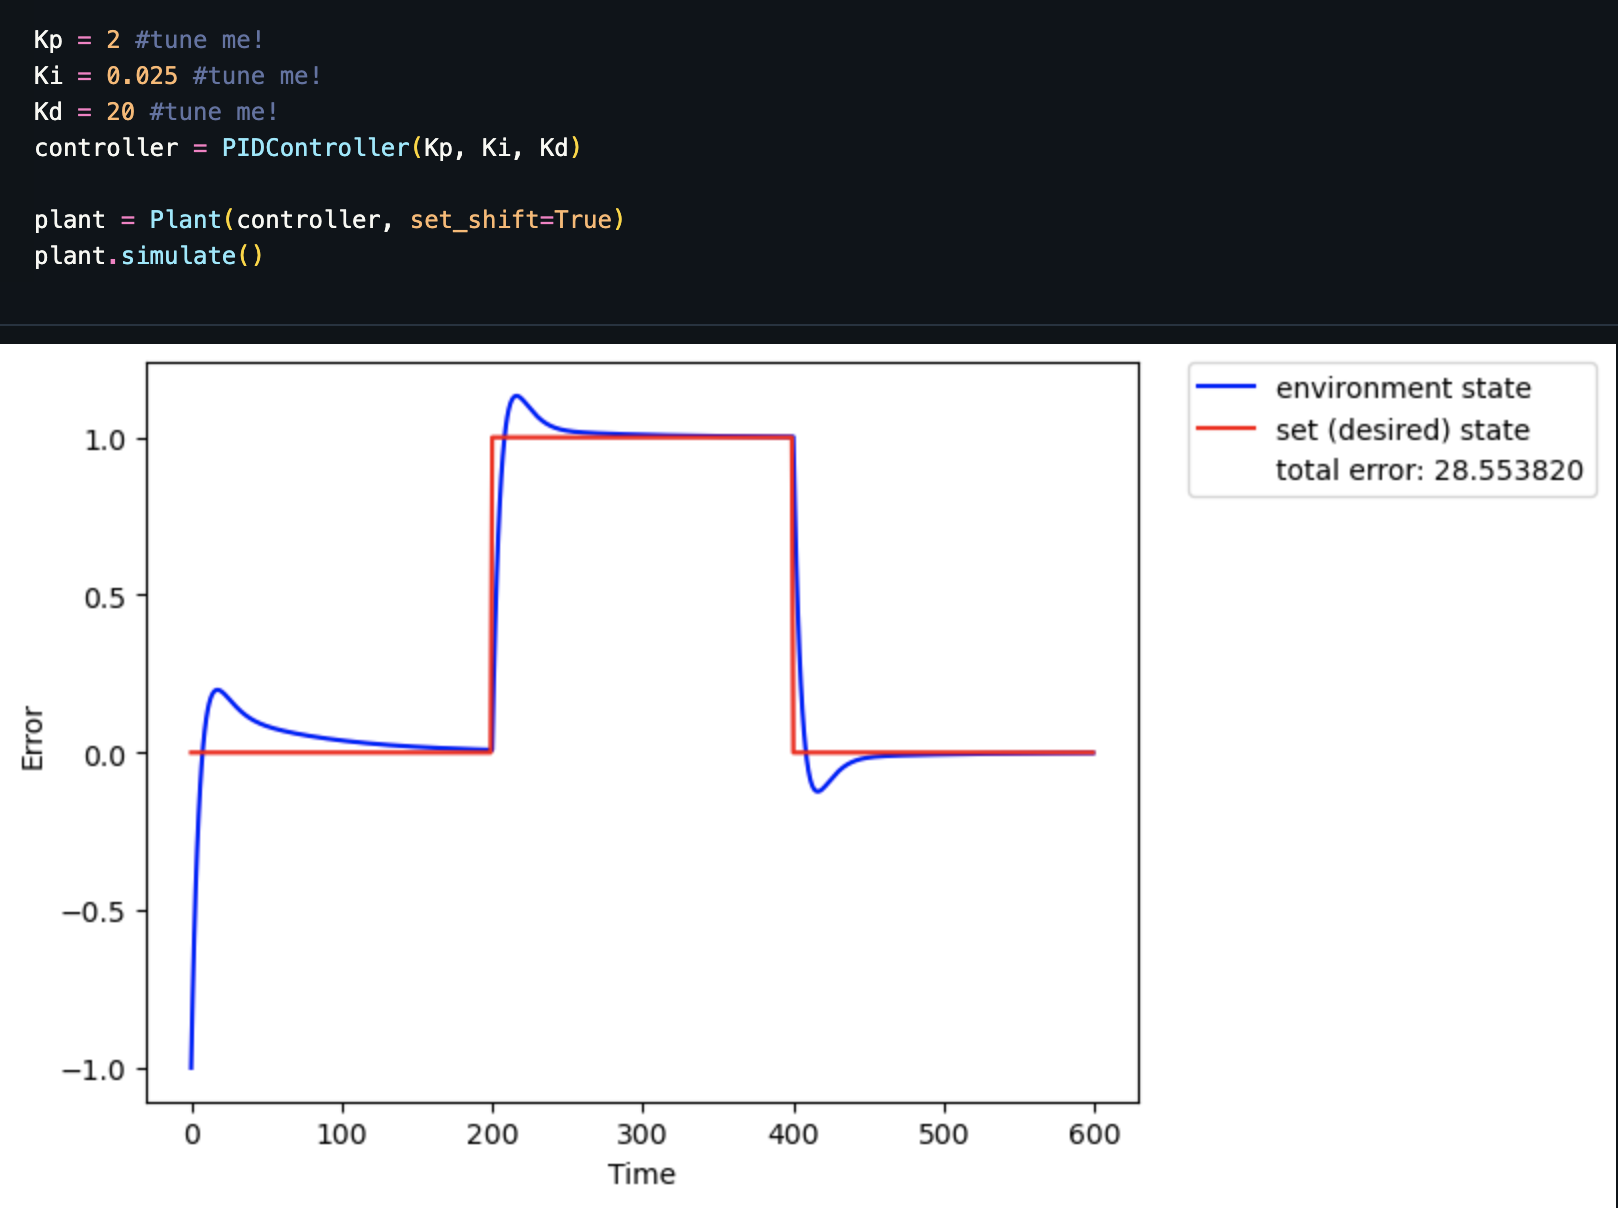 Kp = 2 #tune me!
Ki = 0.025 #tune me!
Kd = 20 #tune me!
controller = PIDController(Kp, Ki, Kd)
plant = Plant(controller, set_shift=True)
plant.simulate()
environment state
set (desired) state
total error: 28.553820
1.0
0.5
0.0
−0.5
−1.0
Error
0 100 200 300 400 500 600
Time